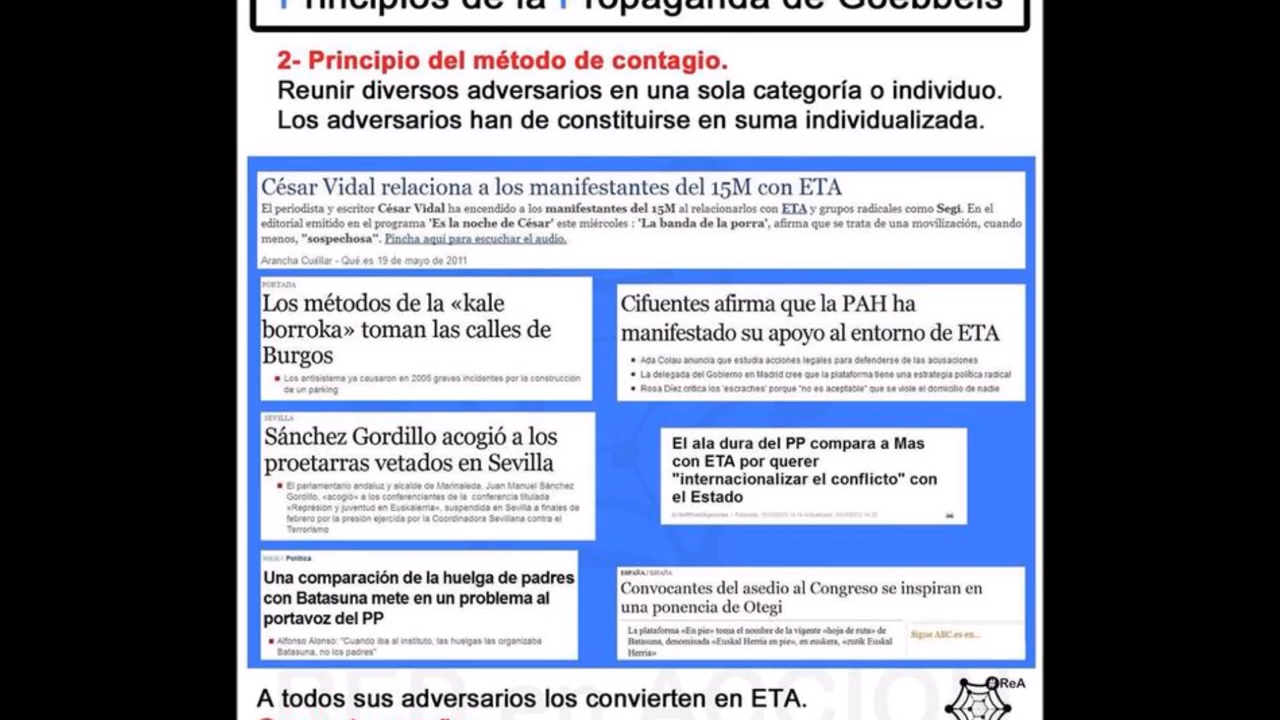 Principios de la Propaganda de Goebbels
2- Principio del método de contagio.
Reunir diversos adversarios en una sola categoría o individuo.
Los adversarios han de constituirse en suma individualizada.
César Vidal relaciona a los manifestantes del 15M con ETA
El periodista y escritor César Vidal ha encendido a los manifestantes del 15M al relacionarlos con ETA y grupos radicales como Segi. En el
editorial emitido en el programa 'Es la noche de César' este miércoles : 'La banda de la porra', afirma que se trata de una movilización, cuando
menos, "sospechosa". Pincha aquí para escuchar el audio.
Arancha Cuéllar - Qué.es 19 de mayo de 2011
PORTADA
Los métodos de la «kale
borroka» toman las calles de
Burgos
Los antisistema ya causaron en 2005 graves incidentes por la construcción
de un parking
Cifuentes afirma que la PAH ha
manifestado su apoyo al entorno de ETA
Ada Colau anuncia que estudia acciones legales para defenderse de las acusaciones
La delegada del Gobierno en Madrid cree que la plataforma tiene una estrategia política radical
Rosa Díez critica los 'escraches' porque "no es aceptable" que se viole el domicilio de nadie
SEVILLA
Sánchez Gordillo acogió a los
proetarras vetados en Sevilla
El parlamentario andaluz y alcalde de Marinaleda, Juan Manuel Sánchez
Gordillo, «acogió» a los conferenciantes de la conferencia titulada
«Represión y juventud en Euskalerria», suspendida en Sevilla a finales de
febrero por la presión ejercida por la Coordinadora Sevillana contra el
Terrorismo
El ala dura del PP compara a Mas
con ETA por querer
"internacionalizar el conflicto" con
el Estado
Inicio / Política
Una comparación de la huelga de padres
con Batasuna mete en un problema al
portavoz del PP
Alfonso Alonso: "Cuando iba al instituto, las huelgas las organizaba
Batasuna, no los padres"
ESPAÑA / ESPAÑA
Convocantes del asedio al Congreso se inspiran en
una ponencia de Otegi
La plataforma «En pie» toma el nombre de la vigente «hoja de ruta» de
Batasuna, denominada «Euskal Herria en pie», en euskera, «zutik Euskal
Herria»
Sigue ABC.es en...
RED en ACCION
A todos sus adversarios los convierten en ETA.
#ReA